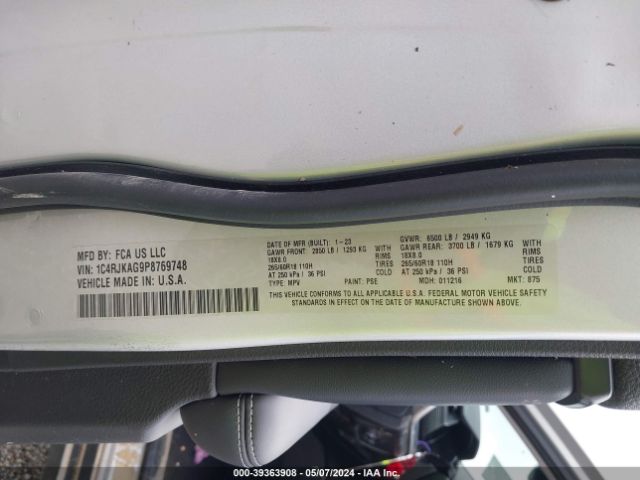 MFD BY: FCA US LLC
VIN: 1C4RJKAG9P8769748
VEHICLE MADE IN U.S.A.
DATE OF MFR (BUILT): 1-23
GAWR FRONT: 2850 LB / 1293 KG
18X8.0
265/60R18 110H
AT 250 kPa / 36 PSI
TYPE: MPV
WITH
RIMS
TIRES
COLD
PAINT: PSE
GVWR: 6500 LB / 2949 KG
GAWR REAR: 3700 LB / 1679 KG
18X8.0
265/60R18 110H
AT 250 kPa / 36 PSI
MDH: 011216
WITH
RIMS
TIRES
COLD
MKT: 875
THIS VEHICLE CONFORMS TO ALL APPLICABLE U.S.A. FEDERAL MOTOR VEHICLE SAFETY
STANDARDS IN EFFECT ON THE DATE OF MANUFACTURE SHOWN ABOVE.
000-39363908 - 05/07/2024 - IAA Inc.